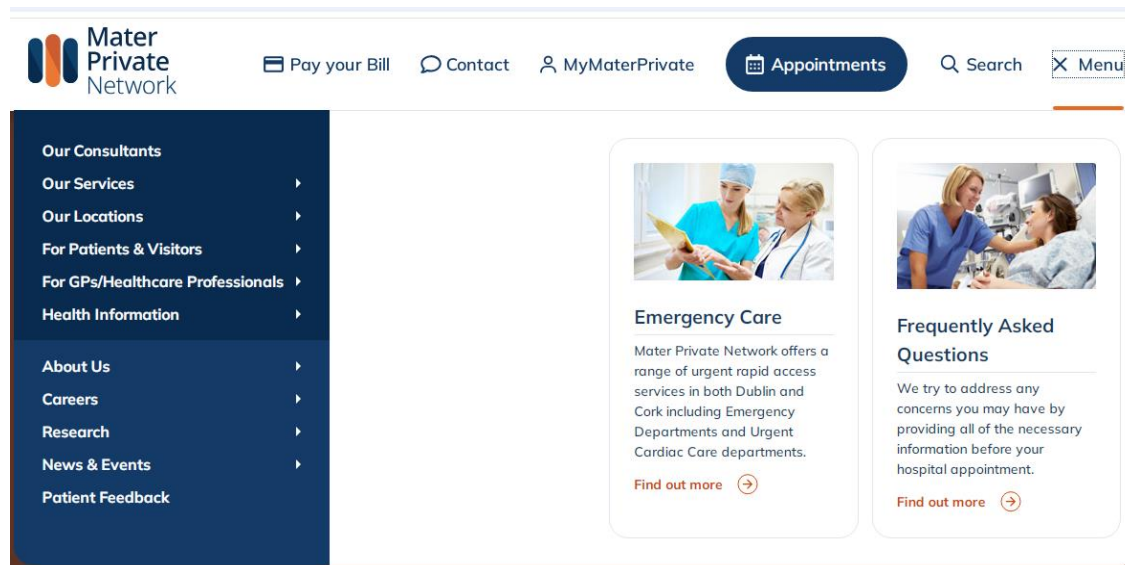 Mater
Private
Network
Pay your Bill
Contact
MyMaterPrivate
Appointments
Search
Menu
Our Consultants
Our Services
Our Locations
For Patients & Visitors
For GPs/Healthcare Professionals
Health Information
About Us
Careers
Research
News & Events
Patient Feedback
Emergency Care
Mater Private Network offers a
range of urgent rapid access
services in both Dublin and
Cork including Emergency
Departments and Urgent
Cardiac Care departments.
Find out more
Frequently Asked
Questions
We try to address any
concerns you may have by
providing all of the necessary
information before your
hospital appointment.
Find out more